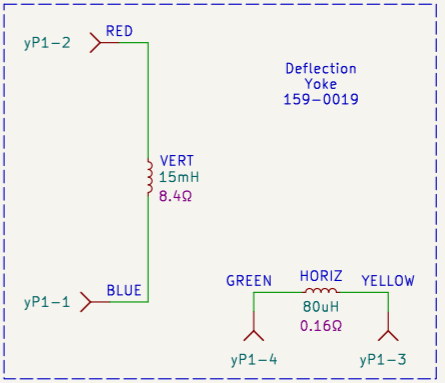 yP1-2
RED
Deflection
Yoke
159-0019
VERT
15mH
8.4Ω
yP1-1
BLUE
GREEN
HORIZ
YELLOW
80uH
0.16Ω
yP1-4
yP1-3